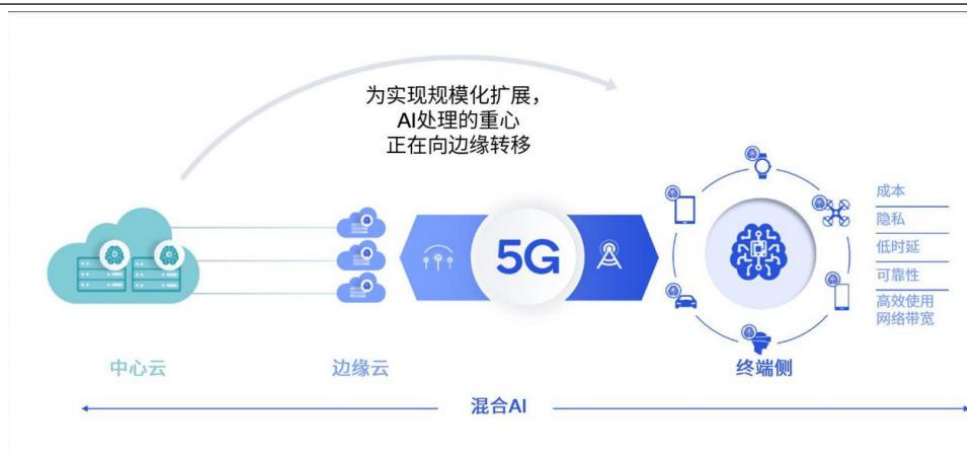 为实现规模化扩展，
AI处理的重心
正在向边缘转移
5G
成本
隐私
低时延
可靠性
高效使用
网络带宽
中心云
边缘云
终端侧
混合AI